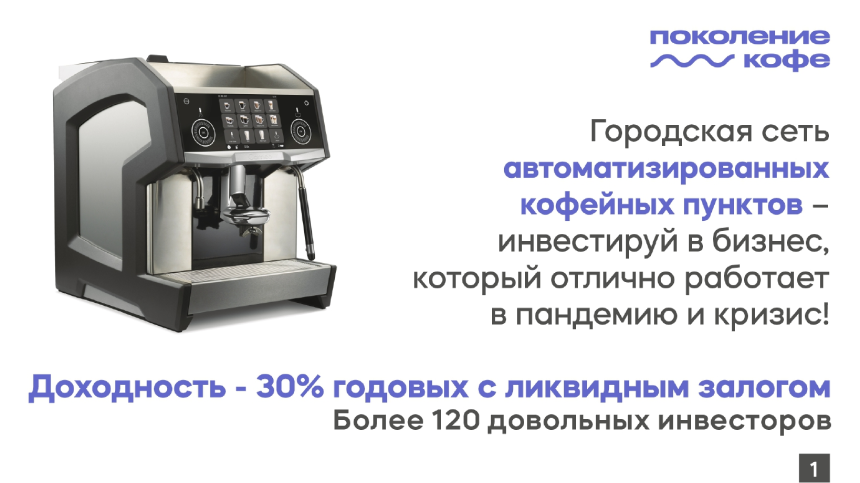 поколение
кофе
Городская сеть
автоматизированных
кофейных пунктов –
инвестируй в бизнес,
который отлично работает
в пандемию и кризис!
Доходность - 30% годовых с ликвидным залогом
Более 120 довольных инвесторов
1